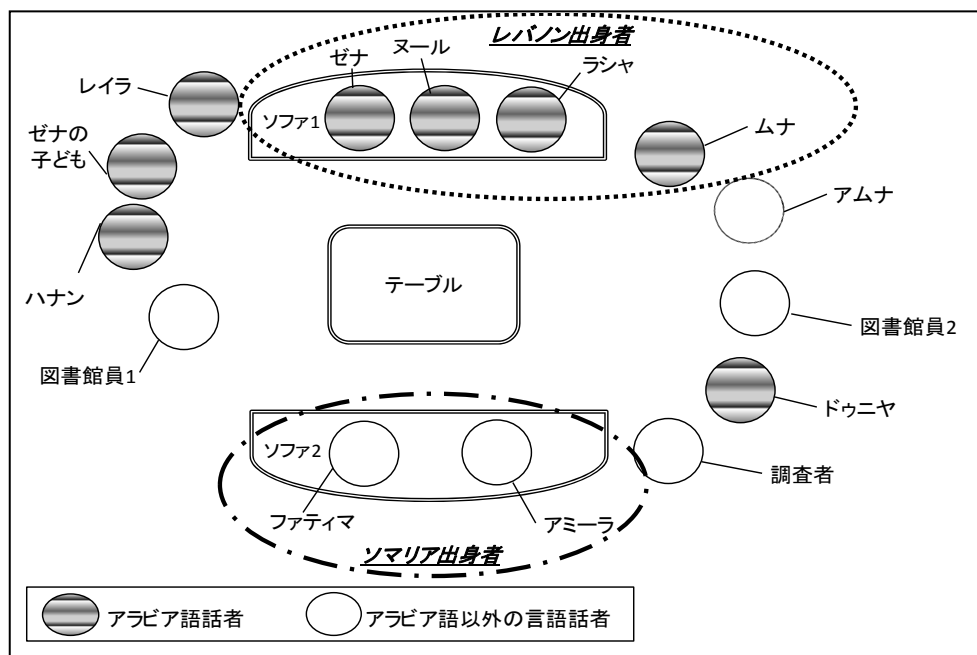 レバノン出身者
ヌール
ゼナ
ラシャ
レイラ
ソファ1
ムナ
ゼナの
子ども
アムナ
ハナン
テーブル
図書館員2
図書館員1
ドゥニヤ
ソファ2
調査者
ファティマ
アミーラ
ソマリア出身者
アラビア語話者
アラビア語以外の言語話者